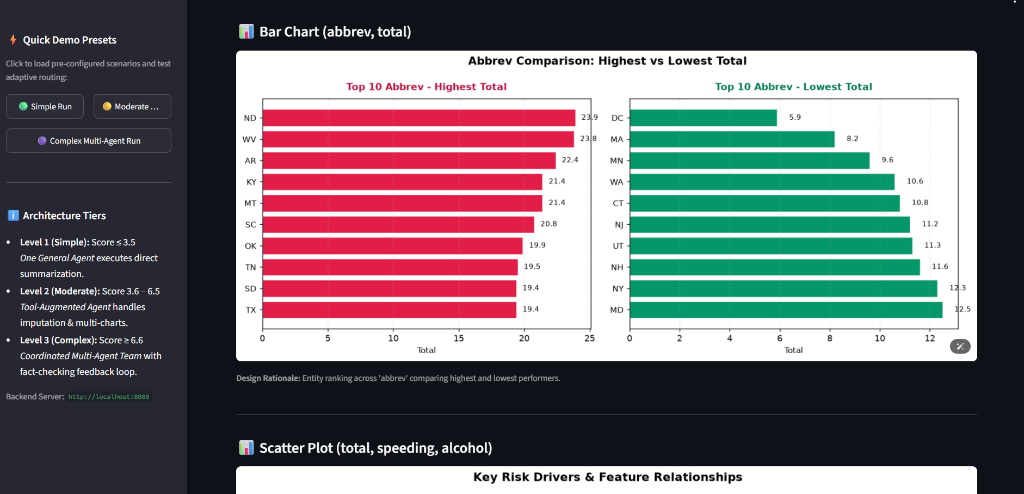 Quick Demo Presets
Click to load pre-configured scenarios and test
adaptive routing:
Simple Run
Moderate ...
Complex Multi-Agent Run
Architecture Tiers
Level 1 (Simple): Score ≤ 3.5
One General Agent executes direct
summarization.
Level 2 (Moderate): Score 3.6 – 6.5
Tool-Augmented Agent handles
imputation & multi-charts.
Level 3 (Complex): Score ≥ 6.6
Coordinated Multi-Agent Team with
fact-checking feedback loop.
Backend Server: http://localhost:8000
Bar Chart (abbrev, total)
Abbrev Comparison: Highest vs Lowest Total
Top 10 Abbrev - Highest Total
ND 23.9
WV 23.8
AR 22.4
KY 21.4
MT 21.4
SC 20.8
OK 19.9
TN 19.5
SD 19.4
TX 19.4
0 5 10 15 20 25
Total
Top 10 Abbrev - Lowest Total
DC 5.9
MA 8.2
MN 9.6
WA 10.6
CT 10.8
NJ 11.2
UT 11.3
NH 11.6
NY 12.3
MD 12.5
0 2 4 6 8 10 12
Total
Design Rationale: Entity ranking across 'abbrev' comparing highest and lowest performers.
Scatter Plot (total, speeding, alcohol)
Key Risk Drivers & Feature Relationships